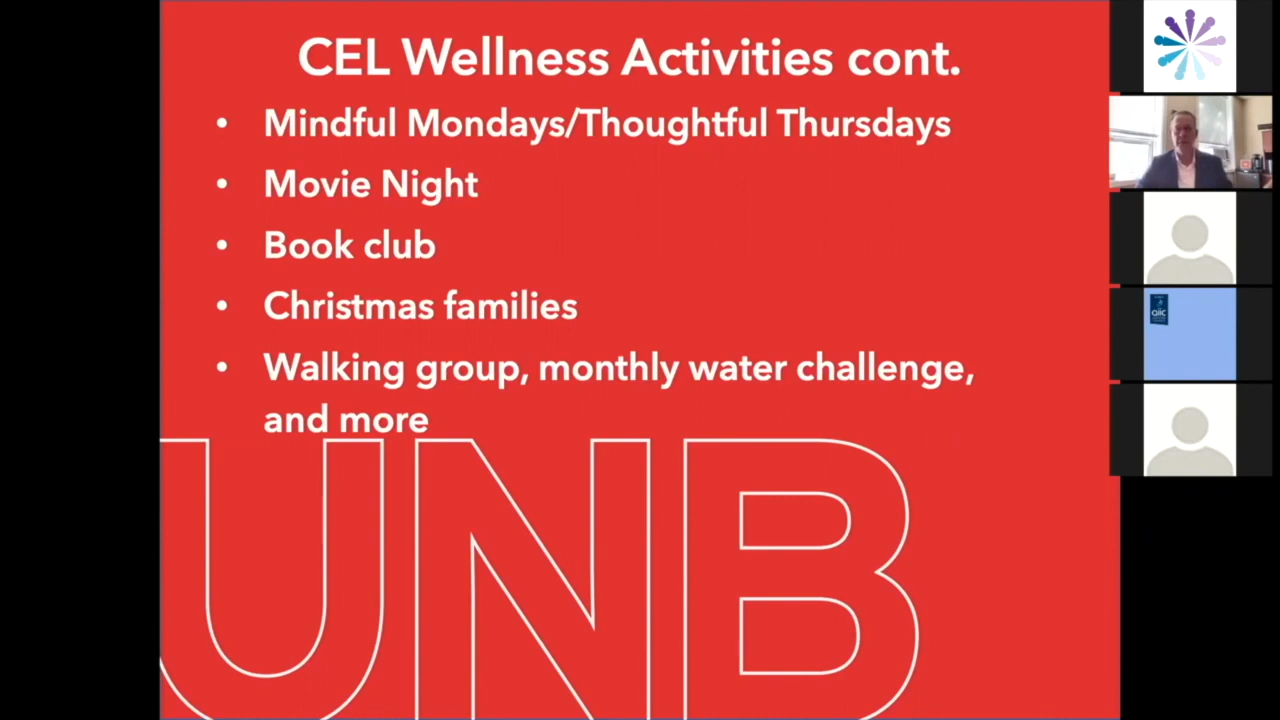 CEL Wellness Activities cont.
• Mindful Mondays/Thoughtful Thursdays
• Movie Night
• Book club
• Christmas families
• Walking group, monthly water challenge,
and more
UNB
aiic